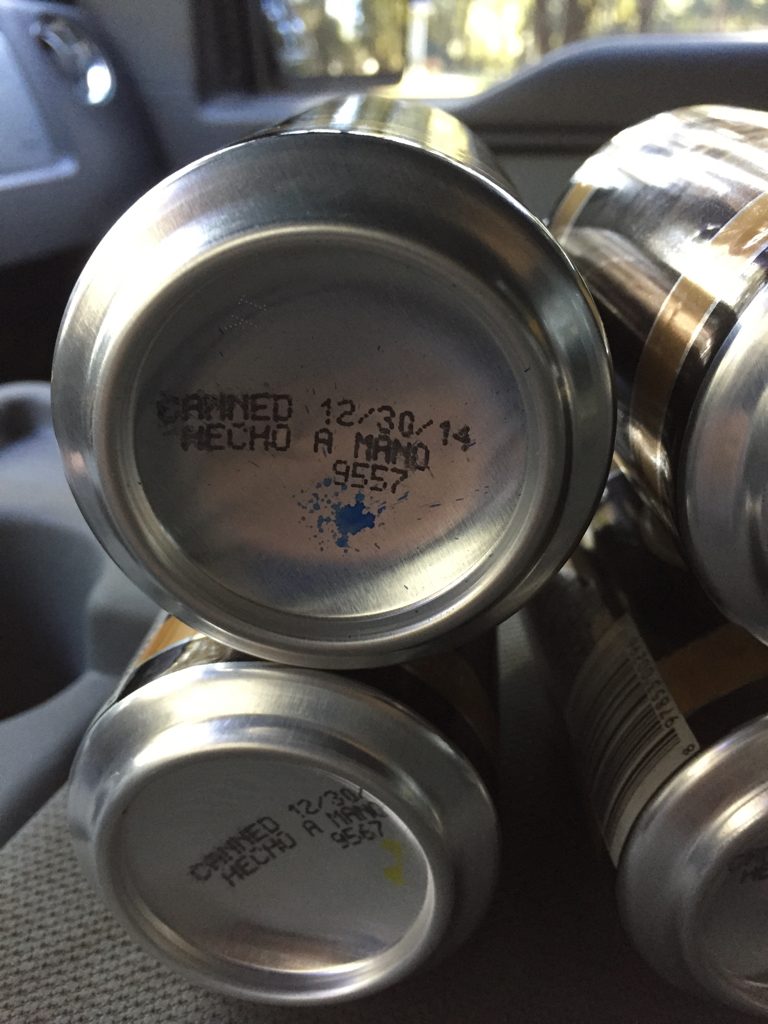 CANNED 12/30/14
HECHO A MANO
9557
CANNED 12/30/
HECHO A MANO
9567